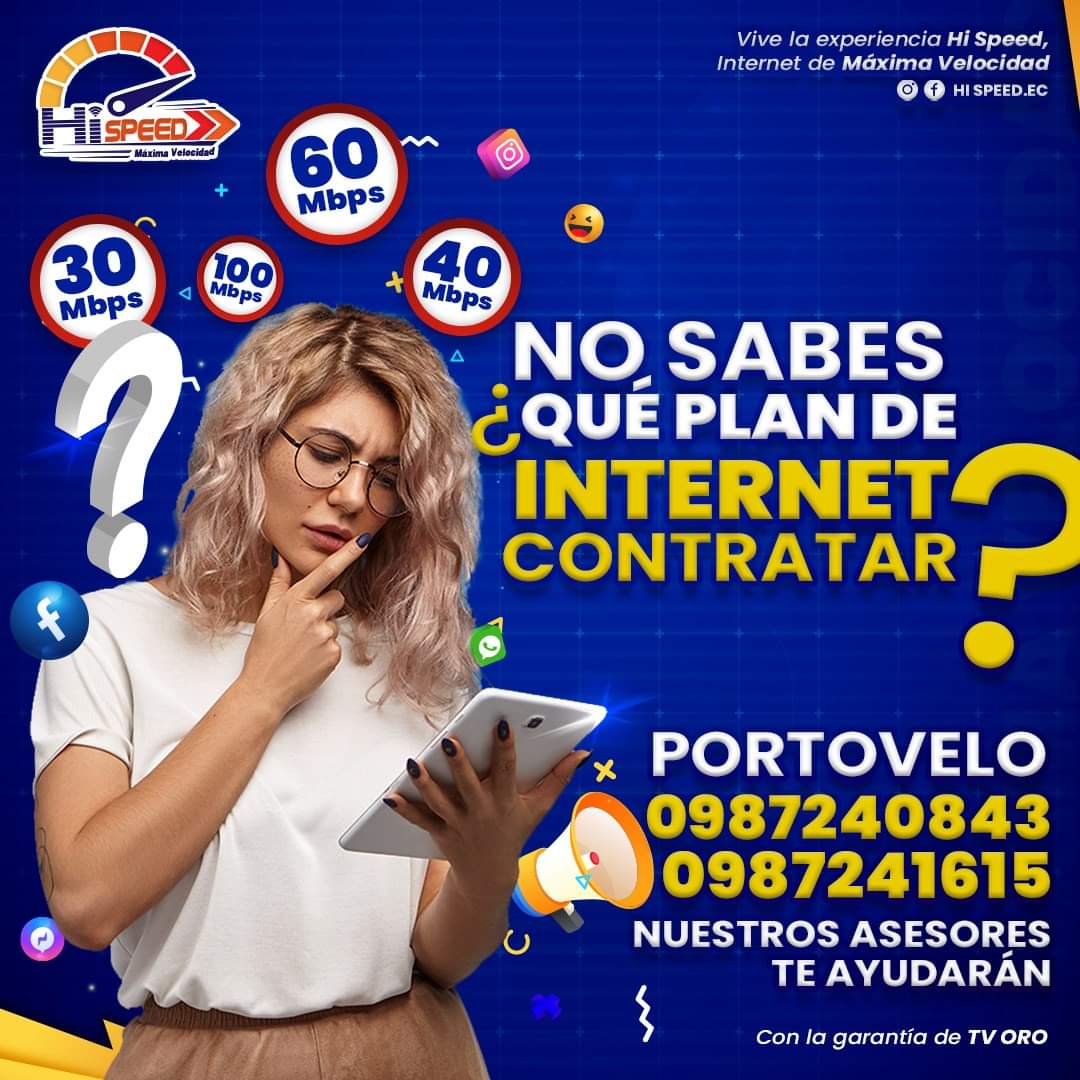 Hi SPEED
Máxima Velocidad
Vive la experiencia Hi Speed,
Internet de Máxima Velocidad
HI SPEED.EC
60
Mbps
30
Mbps
100
Mbps
40
Mbps
NO SABES
¿QUÉ PLAN DE
INTERNET
CONTRATAR?
PORTOVELO
0987240843
0987241615
NUESTROS ASESORES
TE AYUDARÁN
Con la garantía de TV ORO